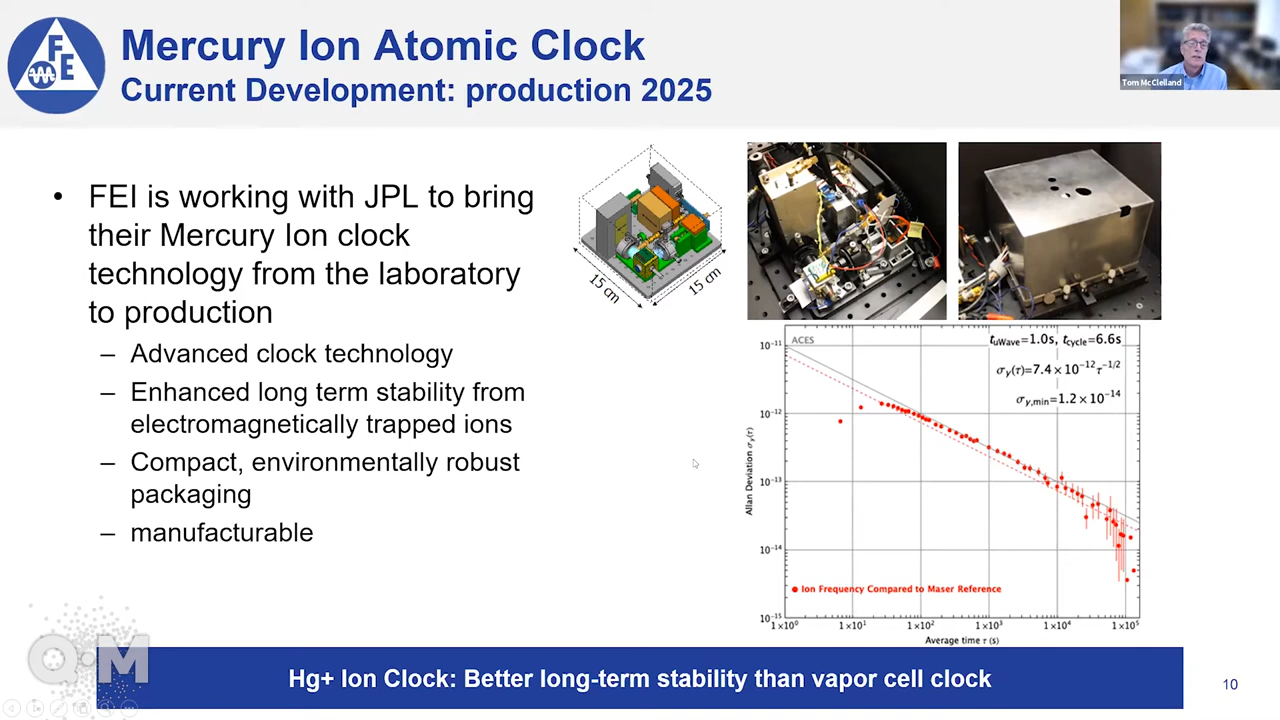 F
E
Mercury Ion Atomic Clock
Current Development: production 2025
Tom McClelland
• FEI is working with JPL to bring
their Mercury Ion clock
technology from the laboratory
to production
– Advanced clock technology
– Enhanced long term stability from
electromagnetically trapped ions
– Compact, environmentally robust
packaging
– manufacturable
15 cm
15 cm
ACES
tuWave=1.0s, tcycle=6.6s
σy(τ)=7.4×10⁻¹²τ⁻¹/²
σy,min=1.2×10⁻¹⁴
10⁻¹¹
10⁻¹²
10⁻¹³
10⁻¹⁴
10⁻¹⁵
Allan Deviation σy(τ)
Ion Frequency Compared to Maser Reference
1×10⁰ 1×10¹ 1×10² 1×10³ 1×10⁴ 1×10⁵
Average time τ (s)
QM
Hg+ Ion Clock: Better long-term stability than vapor cell clock
10